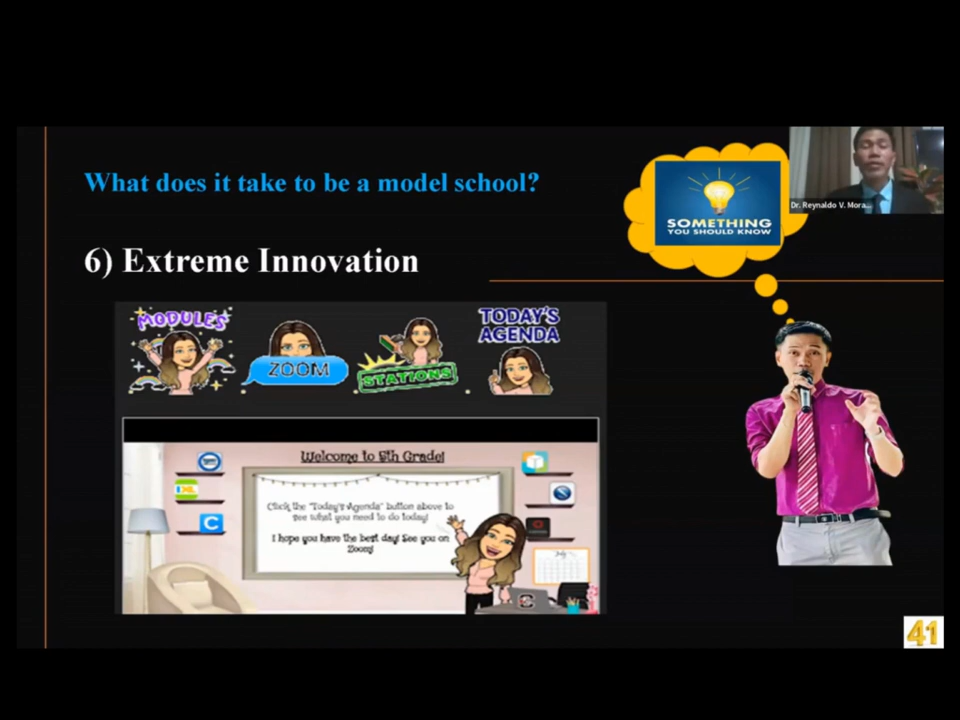 What does it take to be a model school?
SOMETHING
YOU SHOULD KNOW
Dr. Reynaldo V. Mora...
6) Extreme Innovation
MODULES
ZOOM
STATIONS
TODAY'S
AGENDA
Welcome to 5th Grade!
Click the "Today's Agenda" button above to
see what you need to do today!
I hope you have the best day! See you on
Zoom!
C
July
41